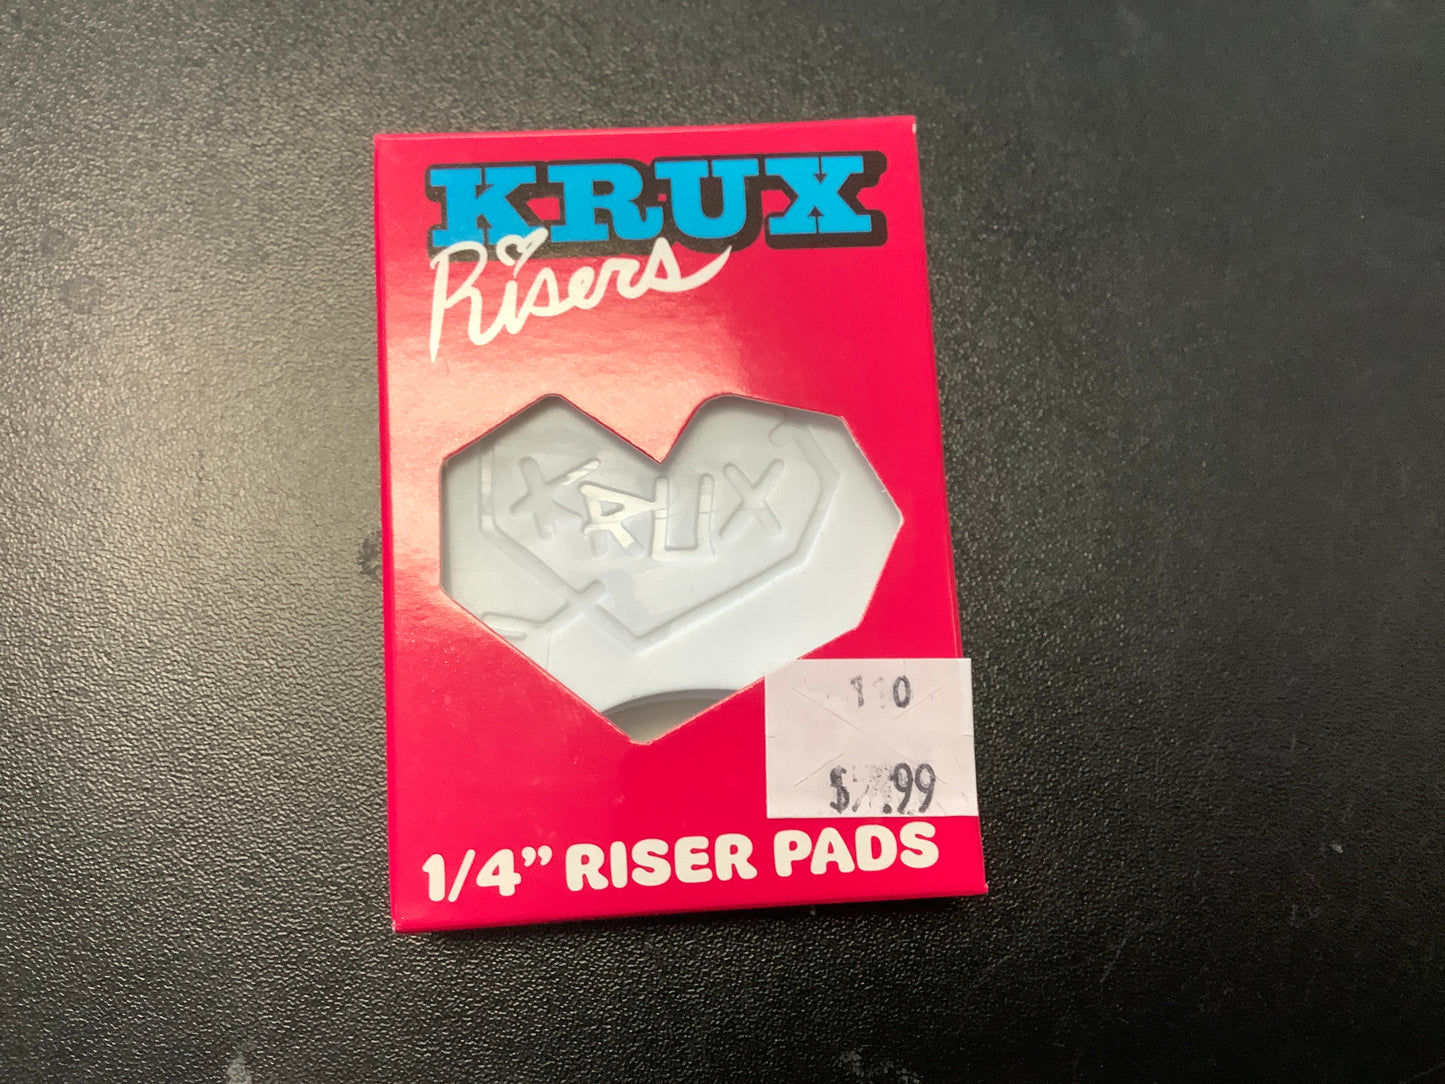 KRUX
Risers
KRUX
110
1/4” RISER PADS